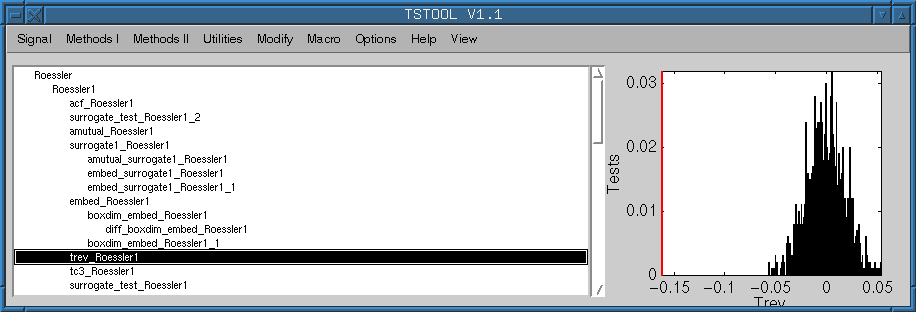 TSTOOL V1.1
Signal Methods I Methods II Utilities Modify Macro Options Help View
Roessler
Roessler1
acf_Roessler1
surrogate_test_Roessler1_2
amutual_Roessler1
surrogate1_Roessler1
amutual_surrogate1_Roessler1
embed_surrogate1_Roessler1
embed_surrogate1_Roessler1_1
embed_Roessler1
boxdim_embed_Roessler1
diff_boxdim_embed_Roessler1
boxdim_embed_Roessler1_1
trev_Roessler1
tc3_Roessler1
surrogate_test_Roessler1
0.03
0.02
0.01
0
Tests
-0.15 -0.1 -0.05 0 0.05
Trev